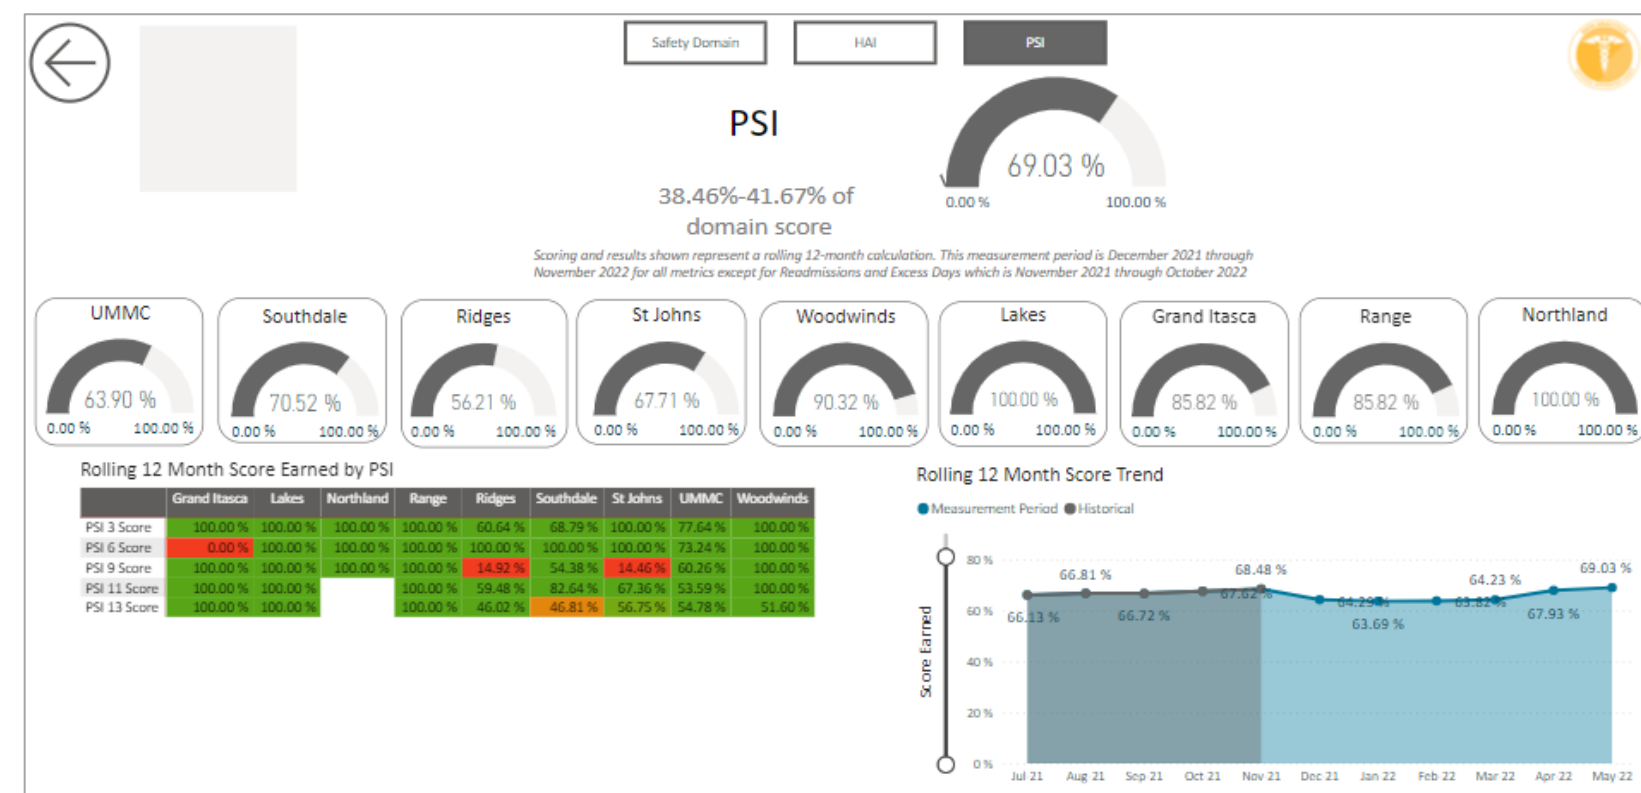 Safety Domain HAI PSI
PSI
69.03 %
0.00 % 100.00 %
38.46%-41.67% of
domain score
Scoring and results shown represent a rolling 12-month calculation. This measurement period is December 2021 through
November 2022 for all metrics except for Readmissions and Excess Days which is November 2021 through October 2022
UMMC Southdale Ridges St Johns Woodwinds Lakes Grand Itasca Range Northland
63.90 % 70.52 % 56.21 % 67.71 % 90.32 % 100.00 % 85.82 % 85.82 % 100.00 %
0.00 % 100.00 % 0.00 % 100.00 % 0.00 % 100.00 % 0.00 % 100.00 % 0.00 % 100.00 % 0.00 % 100.00 % 0.00 % 100.00 % 0.00 % 100.00 % 0.00 % 100.00 %
Rolling 12 Month Score Earned by PSI
Grand Itasca Lakes Northland Range Ridges Southdale St Johns UMMC Woodwinds
PSI 3 Score 100.00 % 100.00 % 100.00 % 100.00 % 60.64 % 68.79 % 100.00 % 77.64 % 100.00 %
PSI 6 Score 0.00 % 100.00 % 100.00 % 100.00 % 100.00 % 100.00 % 100.00 % 73.24 % 100.00 %
PSI 9 Score 100.00 % 100.00 % 100.00 % 100.00 % 14.92 % 54.38 % 14.46 % 60.26 % 100.00 %
PSI 11 Score 100.00 % 100.00 % 100.00 % 59.48 % 82.64 % 67.36 % 53.59 % 100.00 %
PSI 13 Score 100.00 % 100.00 % 100.00 % 46.02 % 46.81 % 56.75 % 54.78 % 51.60 %
Rolling 12 Month Score Trend
Measurement Period Historical
Score Earned
80 %
60 %
40 %
20 %
0 %
66.13 % 66.81 % 66.72 % 67.62 % 68.48 % 64.29 % 63.69 % 63.82 % 64.23 % 67.93 % 69.03 %
Jul 21 Aug 21 Sep 21 Oct 21 Nov 21 Dec 21 Jan 22 Feb 22 Mar 22 Apr 22 May 22